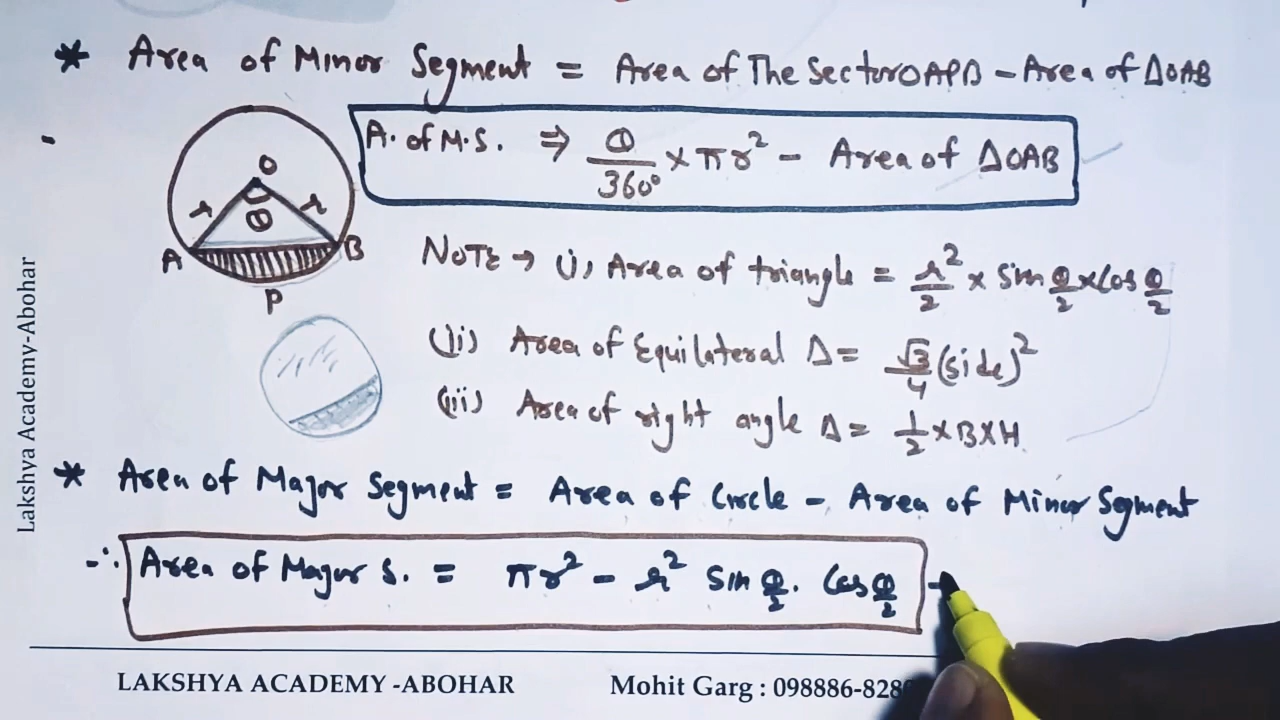 * Area of Minor Segment = Area of The Sector OAPB - Area of ΔOAB
A. of M.S. ⇒ θ/360° × πr² - Area of ΔOAB
O
r θ r
A B
P
NOTE → (i) Area of triangle = r²/2 × Sin θ/2 × Cos θ/2
(ii) Area of Equilateral Δ = √3/4 (side)²
(iii) Area of right angle Δ = 1/2 × B × H
* Area of Major Segment = Area of Circle - Area of Minor Segment
∴ Area of Major S. = πr² - r² Sin θ/2 . Cos θ/2
LAKSHYA ACADEMY -ABOHAR Mohit Garg : 098886-828
Lakshya Academy-Abohar